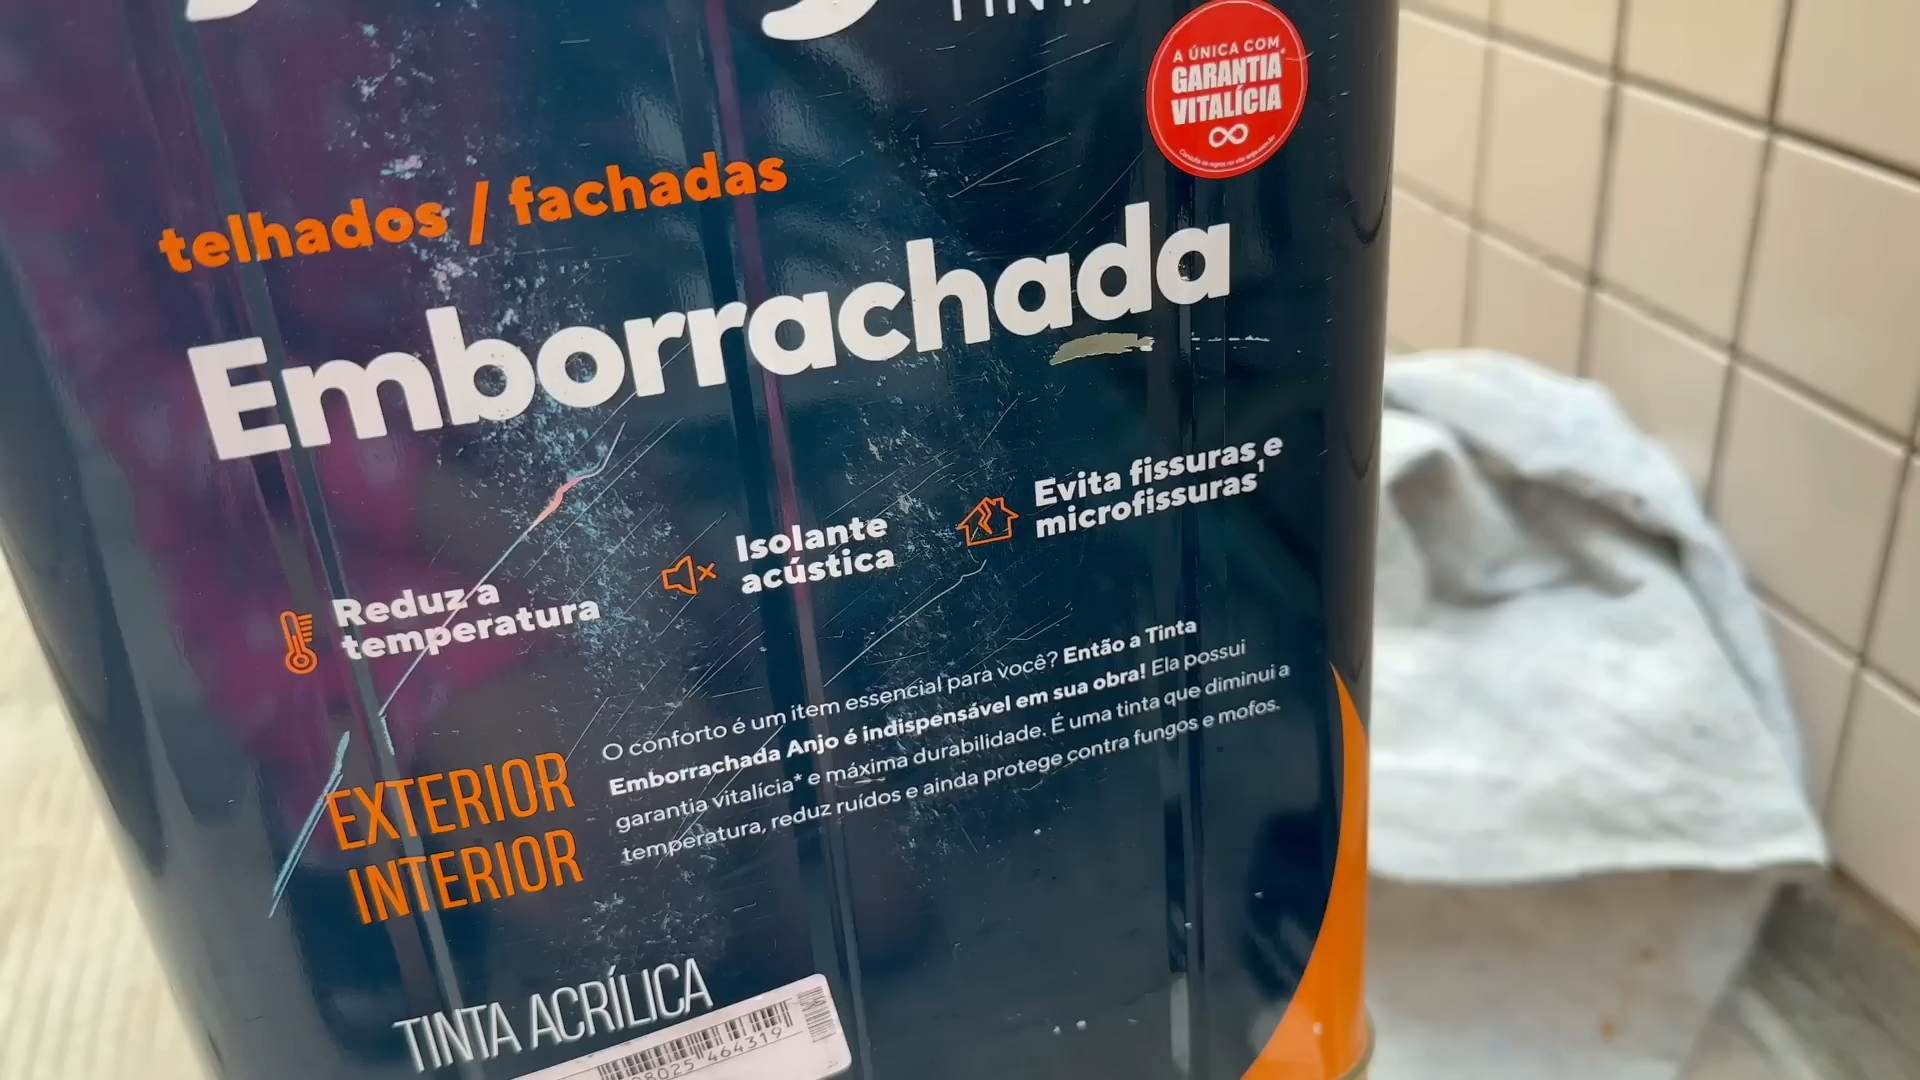 A ÚNICA COM*
GARANTIA
VITALÍCIA
telhados / fachadas
Emborrachada
Reduz a
temperatura
Isolante
acústica
Evita fissuras e
microfissuras¹
O conforto é um item essencial para você? Então a Tinta
Emborrachada Anjo é indispensável em sua obra! Ela possui
garantia vitalícia* e máxima durabilidade. É uma tinta que diminui a
temperatura, reduz ruídos e ainda protege contra fungos e mofos.
EXTERIOR
INTERIOR
TINTA ACRÍLICA
464319